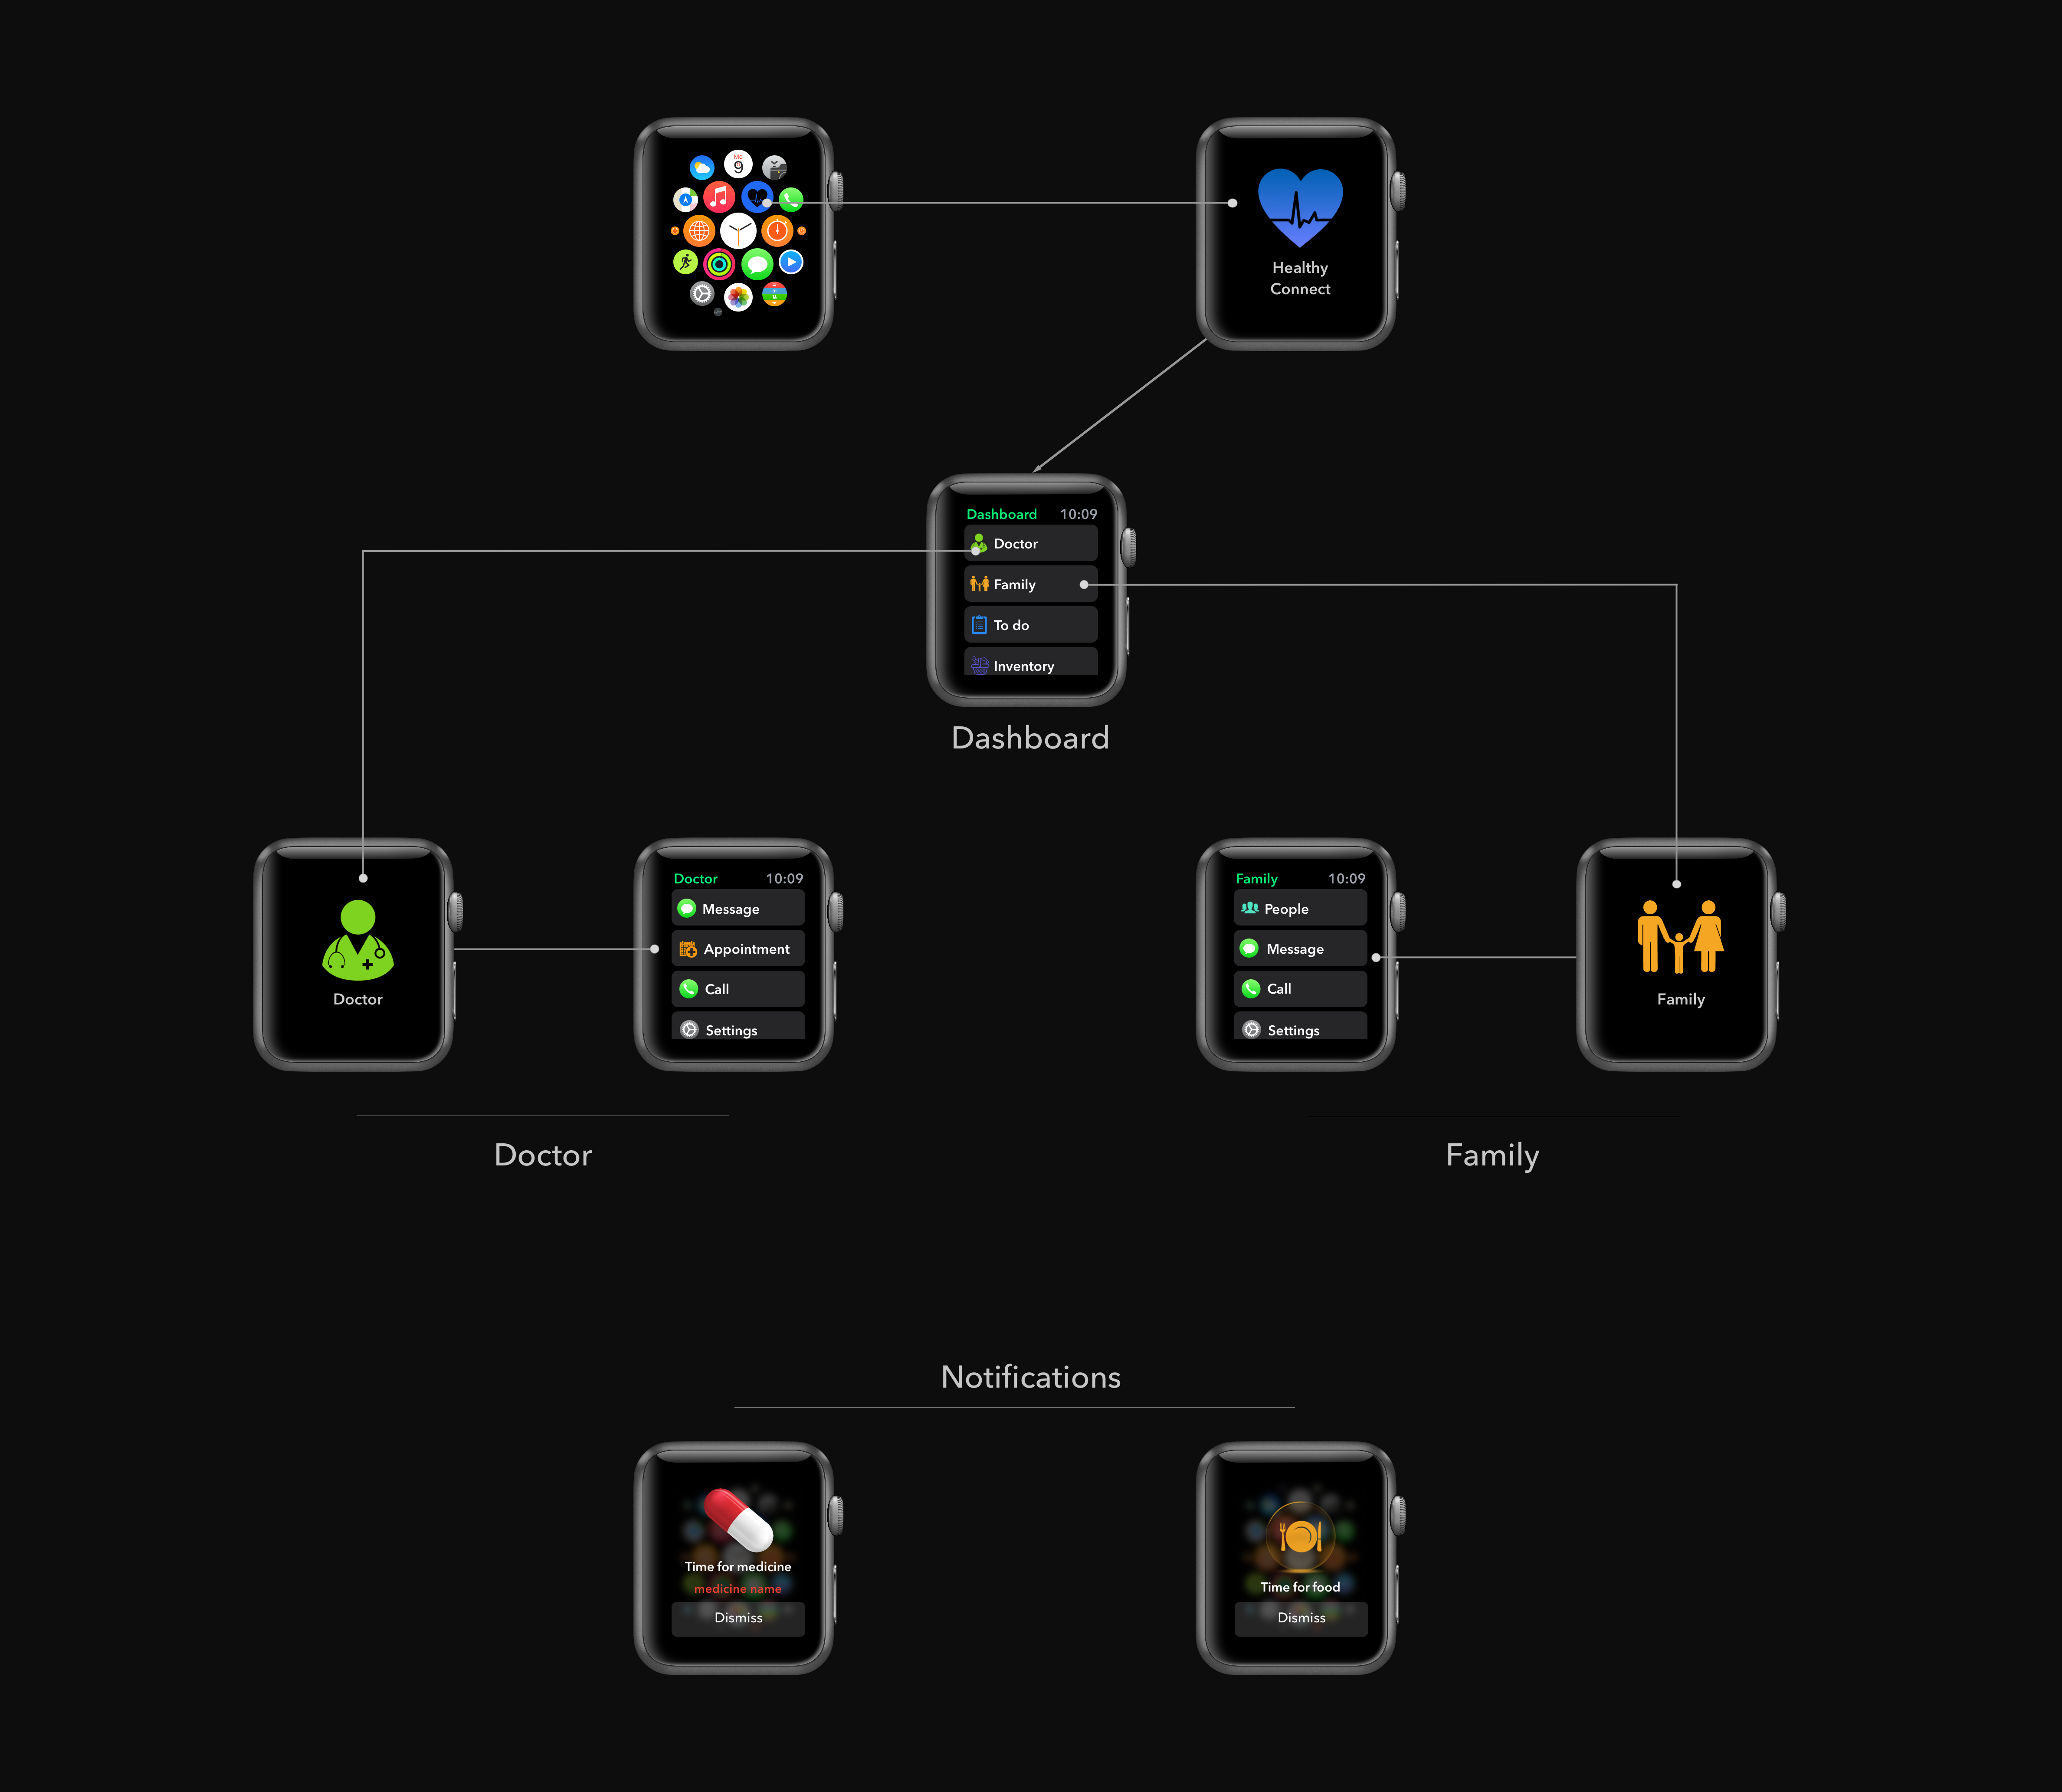 Mo
9
Healthy
Connect
Dashboard 10:09
Doctor
Family
To do
Inventory
Dashboard
Doctor
Doctor 10:09
Message
Appointment
Call
Settings
Family 10:09
People
Message
Call
Settings
Family
Doctor
Family
Notifications
Time for medicine
medicine name
Dismiss
Time for food
Dismiss